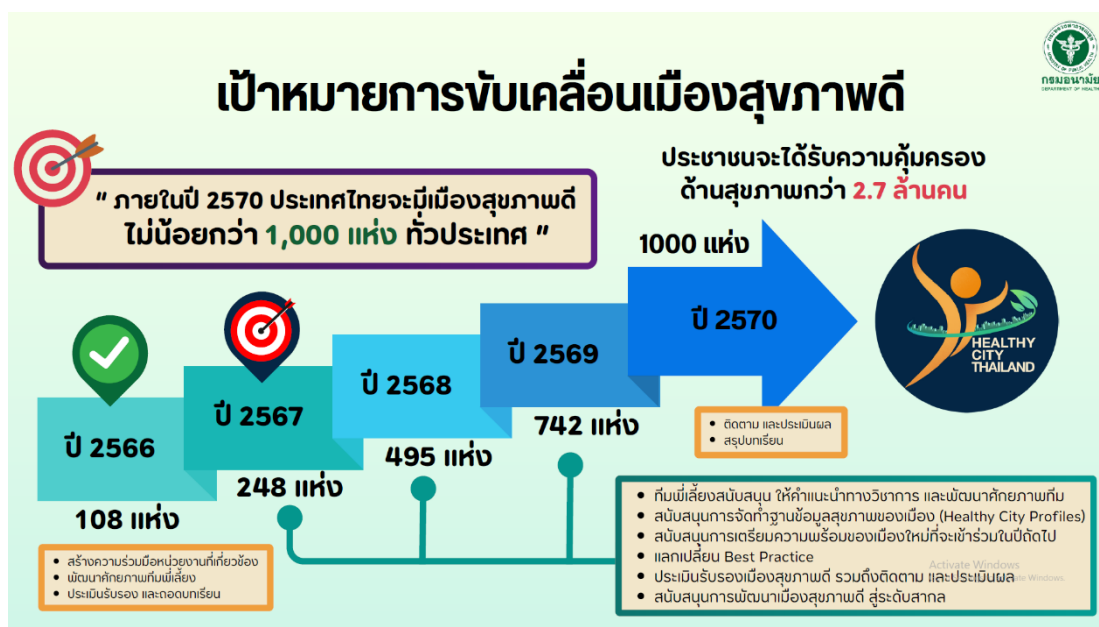 เป้าหมายการขับเคลื่อนเมืองสุขภาพดี
กรมอนามัย
DEPARTMENT OF HEALTH
" ภายในปี 2570 ประเทศไทยจะมีเมืองสุขภาพดี
ไม่น้อยกว่า 1,000 แห่ง ทั่วประเทศ "
ประชาชนจะได้รับความคุ้มครอง
ด้านสุขภาพกว่า 2.7 ล้านคน
1000 แห่ง
ปี 2570
ปี 2569
ปี 2568
ปี 2567
ปี 2566
742 แห่ง
495 แห่ง
248 แห่ง
108 แห่ง
HEALTHY
CITY
THAILAND
• ติดตาม และประเมินผล
• สรุปบทเรียน
• สร้างความร่วมมือหน่วยงานที่เกี่ยวข้อง
• พัฒนาศักยภาพทีมพี่เลี้ยง
• ประเมินรับรอง และถอดบทเรียน
• ทีมพี่เลี้ยงสนับสนุน ให้คำแนะนำทางวิชาการ และพัฒนาศักยภาพทีม
• สนับสนุนการจัดทำฐานข้อมูลสุขภาพของเมือง (Healthy City Profiles)
• สนับสนุนการเตรียมความพร้อมของเมืองใหม่ที่จะเข้าร่วมในปีถัดไป
• แลกเปลี่ยน Best Practice
• ประเมินรับรองเมืองสุขภาพดี รวมถึงติดตาม และประเมินผล
• สนับสนุนการพัฒนาเมืองสุขภาพดี สู่ระดับสากล
Activate Windows